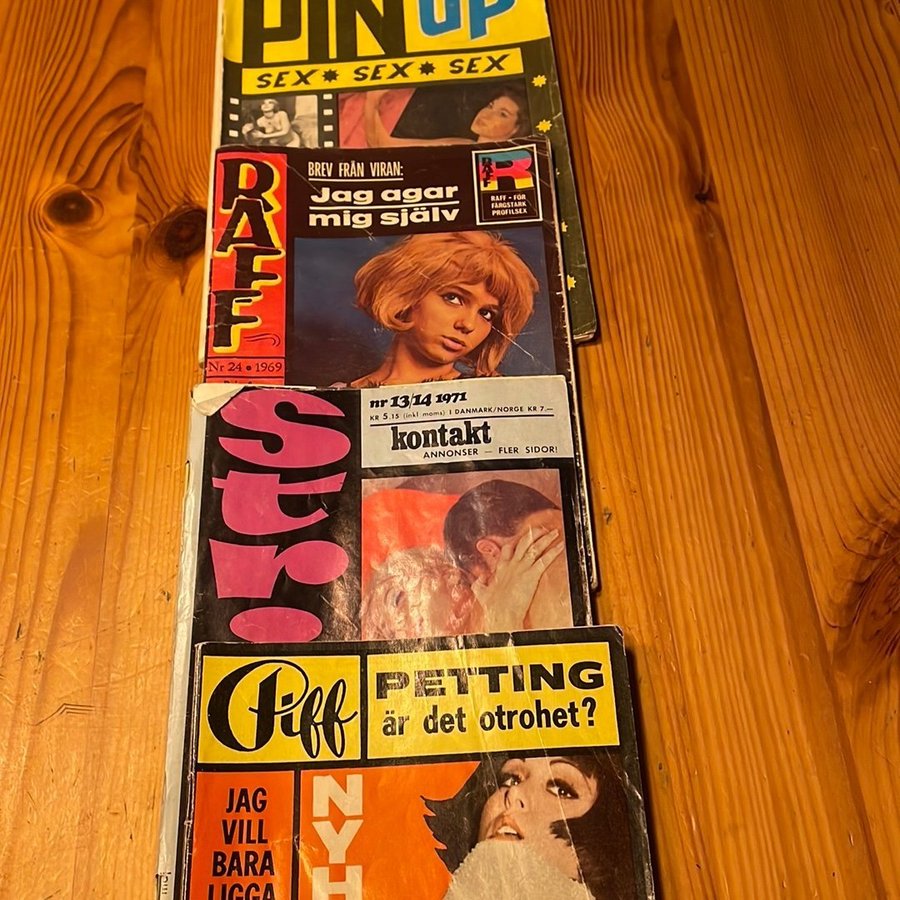 PIN UP
SEX * SEX * SEX
RAFF
BREV FRÅN VIRAN:
Jag agar
mig själv
RAFF
RAFF - FÖR
FÄRGSTARK
PROFILSEX
Nr 24 • 1969
nr 13/14 1971
KR 5.15 (inkl moms) I DANMARK/NORGE KR 7.—
kontakt
ANNONSER — FLER SIDOR!
Piff
PETTING
är det otrohet?
JAG
VILL
BARA
LIGGA
NYH